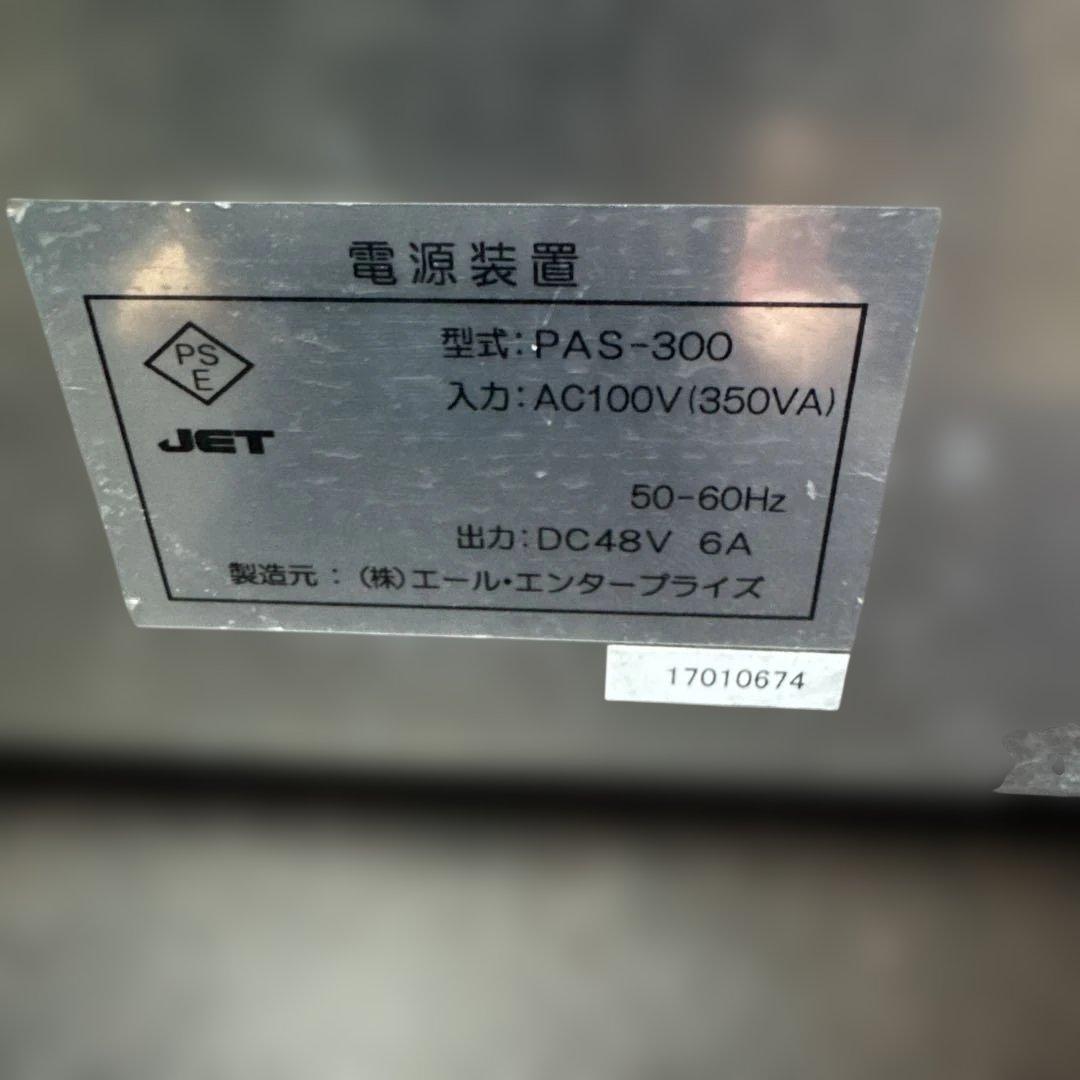 電源装置
PS
E
型式：PAS-300
入力：AC100V(350VA)
JET
50-60Hz
出力：DC48V 6A
製造元：(株)エール・エンタープライズ
17010674